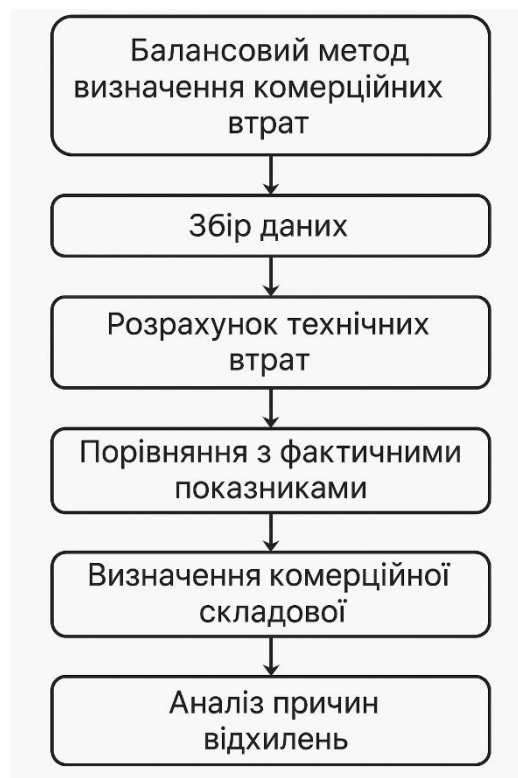 Балансовий метод
визначення комерційних
втрат
Збір даних
Розрахунок технічних
втрат
Порівняння з фактичними
показниками
Визначення комерційної
складової
Аналіз причин
відхилень